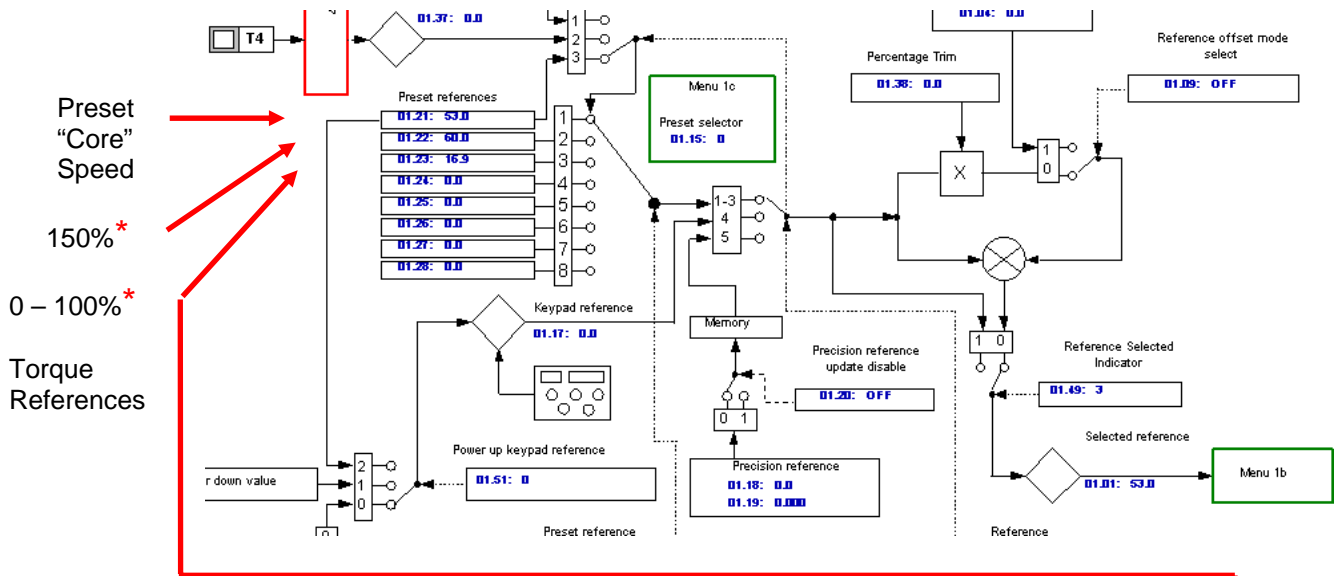 Preset
“Core”
Speed
150%*
0 – 100%*
Torque
References
T4
01.37: 0.0
1
2
3
Preset references
01.21: 53.0
01.22: 60.0
01.23: 16.9
01.24: 0.0
01.25: 0.0
01.26: 0.0
01.27: 0.0
01.28: 0.0
1
2
3
4
5
6
7
8
Menu 1c
Preset selector
01.15: 0
1-3
4
5
Keypad reference
01.17: 0.0
Memory
Precision reference
update disable
01.20: OFF
0 1
Precision reference
01.18: 0.0
01.19: 0.000
Power up keypad reference
01.51: 0
2
1
0
r down value
0
Preset reference
01.04: 0.0
Percentage Trim
01.38: 0.0
X
1
0
Reference offset mode
select
01.09: OFF
1 0
Reference Selected
Indicator
01.49: 3
Selected reference
01.01: 53.0
Menu 1b
Reference